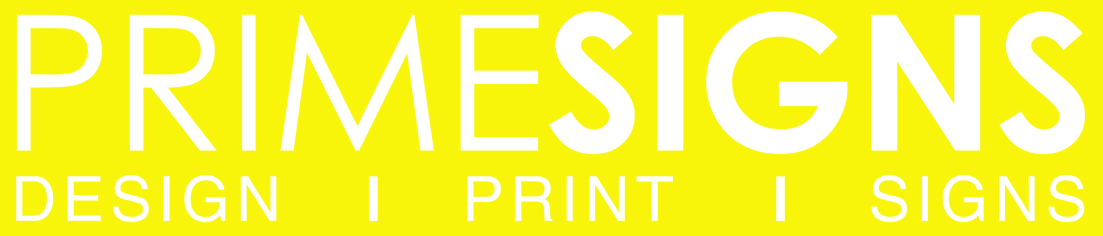 PRIMESIGNS
DESIGN | PRINT | SIGNS